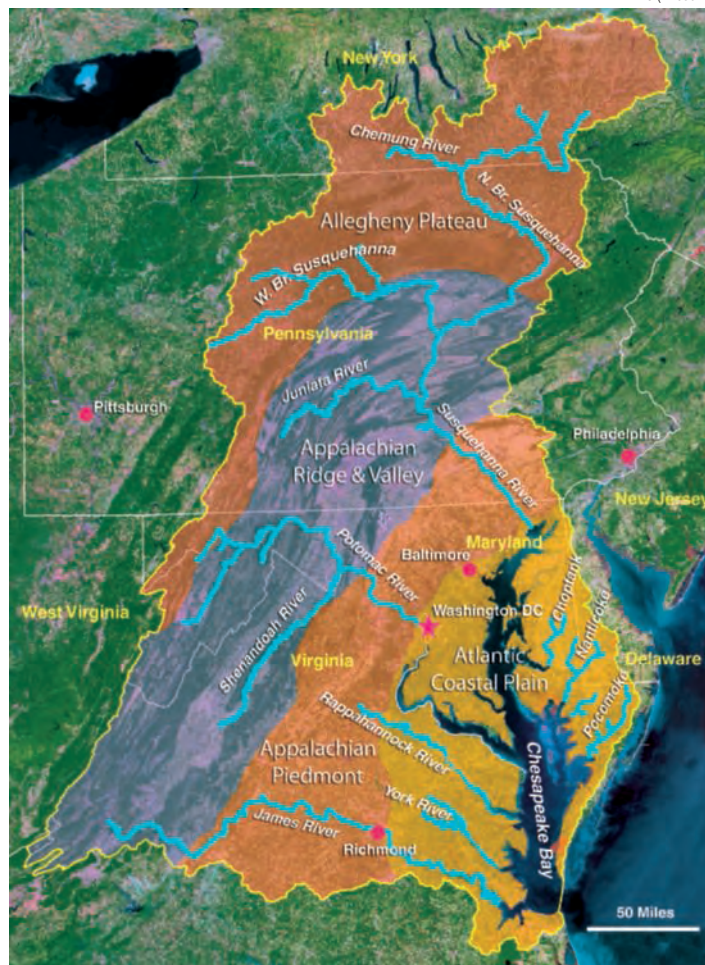 New York
Chemung River
N. Br. Susquehanna
Allegheny Plateau
W. Br. Susquehanna
Pennsylvania
Juniata River
Pittsburgh
Appalachian
Ridge & Valley
Susquehanna River
Philadelphia
New Jersey
Maryland
Baltimore
Potomac River
West Virginia
Washington DC
Choptank
Nanticoka
Shenandoah River
Virginia
Atlantic
Coastal Plain
Delaware
Pocomoke
Rappahannock River
Appalachian
Piedmont
Chesapeake Bay
York River
James River
Richmond
50 Miles